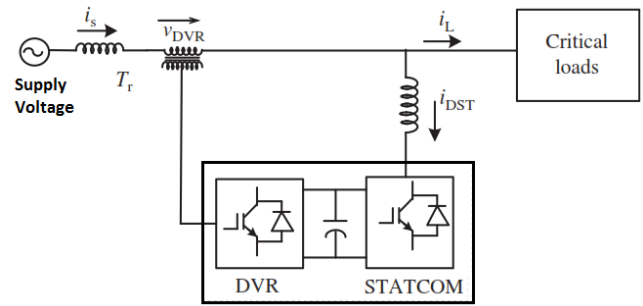 i_s
v_DVR
i_L
Critical
loads
Supply
Voltage
T_r
i_DST
DVR
STATCOM